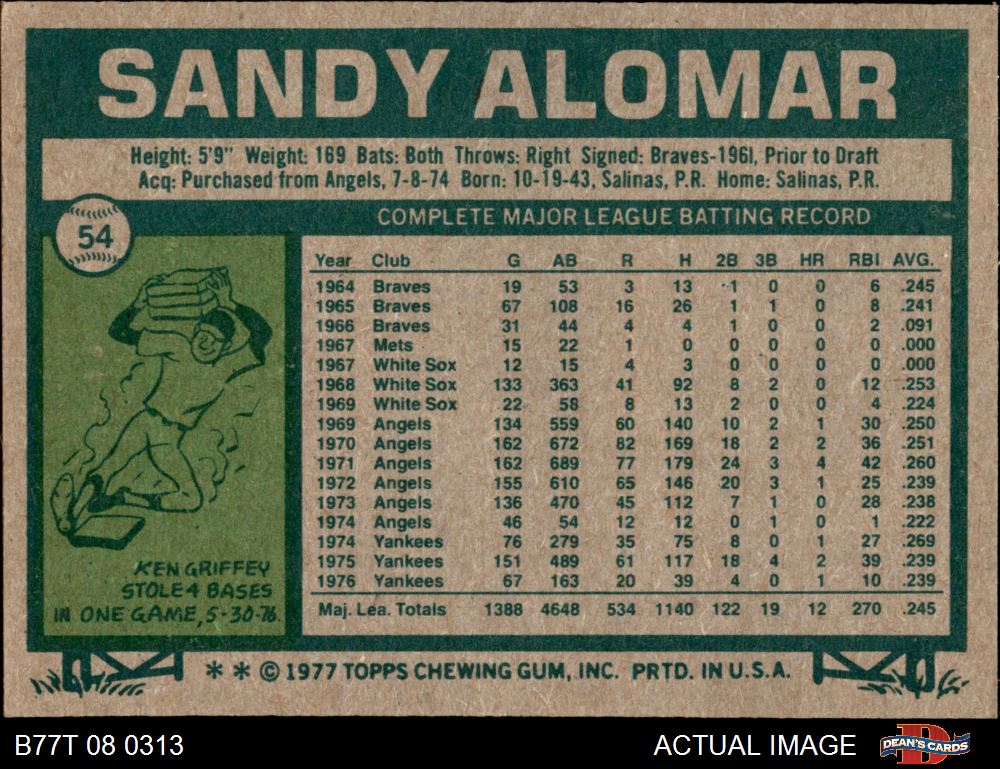 SANDY ALOMAR
Height: 5'9" Weight: 169 Bats: Both Throws: Right Signed: Braves-1961, Prior to Draft
Acq: Purchased from Angels, 7-8-74 Born: 10-19-43, Salinas, P.R. Home: Salinas, P.R.
54
COMPLETE MAJOR LEAGUE BATTING RECORD
Year Club G AB R H 2B 3B HR RBI AVG.
1964 Braves 19 53 3 13 1 0 0 6 .245
1965 Braves 67 108 16 26 1 1 0 8 .241
1966 Braves 31 44 4 4 1 0 0 2 .091
1967 Mets 15 22 1 0 0 0 0 0 .000
1967 White Sox 12 15 4 3 0 0 0 0 .000
1968 White Sox 133 363 41 92 8 2 0 12 .253
1969 White Sox 22 58 8 13 2 0 0 4 .224
1969 Angels 134 559 60 140 10 2 1 30 .250
1970 Angels 162 672 82 169 18 2 2 36 .251
1971 Angels 162 689 77 179 24 3 4 42 .260
1972 Angels 155 610 65 146 20 3 1 25 .239
1973 Angels 136 470 45 112 7 1 0 28 .238
1974 Angels 46 54 12 12 0 1 0 1 .222
1974 Yankees 76 279 35 75 8 0 1 27 .269
1975 Yankees 151 489 61 117 18 4 2 39 .239
1976 Yankees 67 163 20 39 4 0 1 10 .239
Maj. Lea. Totals 1388 4648 534 1140 122 19 12 270 .245
KEN GRIFFEY
STOLE 4 BASES
IN ONE GAME, 5-30-76.
* * © 1977 TOPPS CHEWING GUM, INC. PRTD. IN U.S.A.
B77T 08 0313
ACTUAL IMAGE
D
DEAN'S CARDS